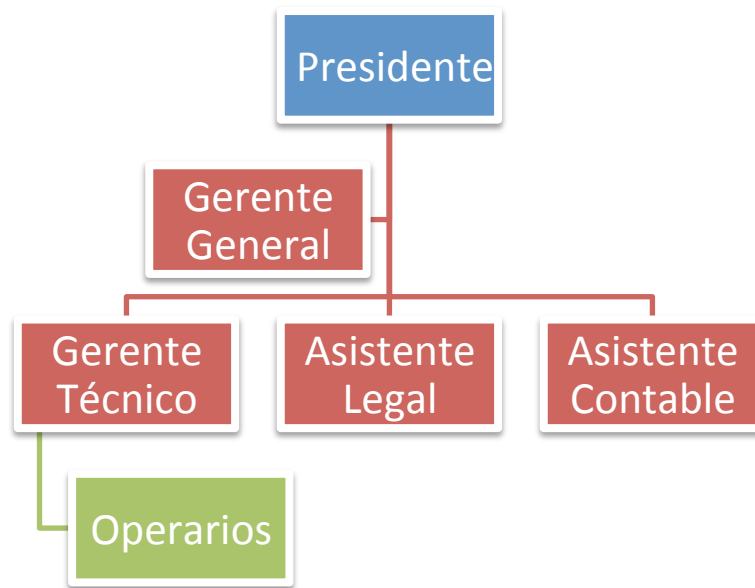 Presidente
Gerente
General
Gerente
Técnico
Asistente
Legal
Asistente
Contable
Operarios